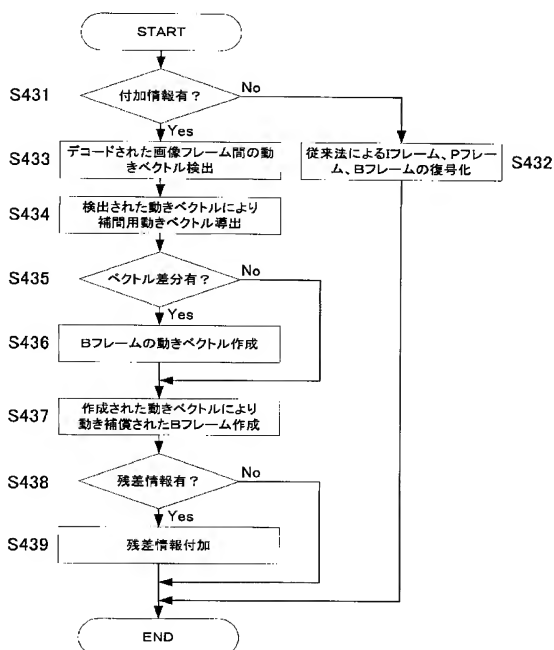 START
S431
付加情報有?
No
Yes
S433
デコードされた画像フレーム間の動
きベクトル検出
従来法によるIフレーム、Pフレー
ム、Bフレームの復号化
S432
S434
検出された動きベクトルにより
補間用動きベクトル導出
S435
ベクトル差分有?
No
Yes
S436
Bフレームの動きベクトル作成
S437
作成された動きベクトルにより
動き補償されたBフレーム作成
S438
残差情報有?
No
Yes
S439
残差情報付加
END